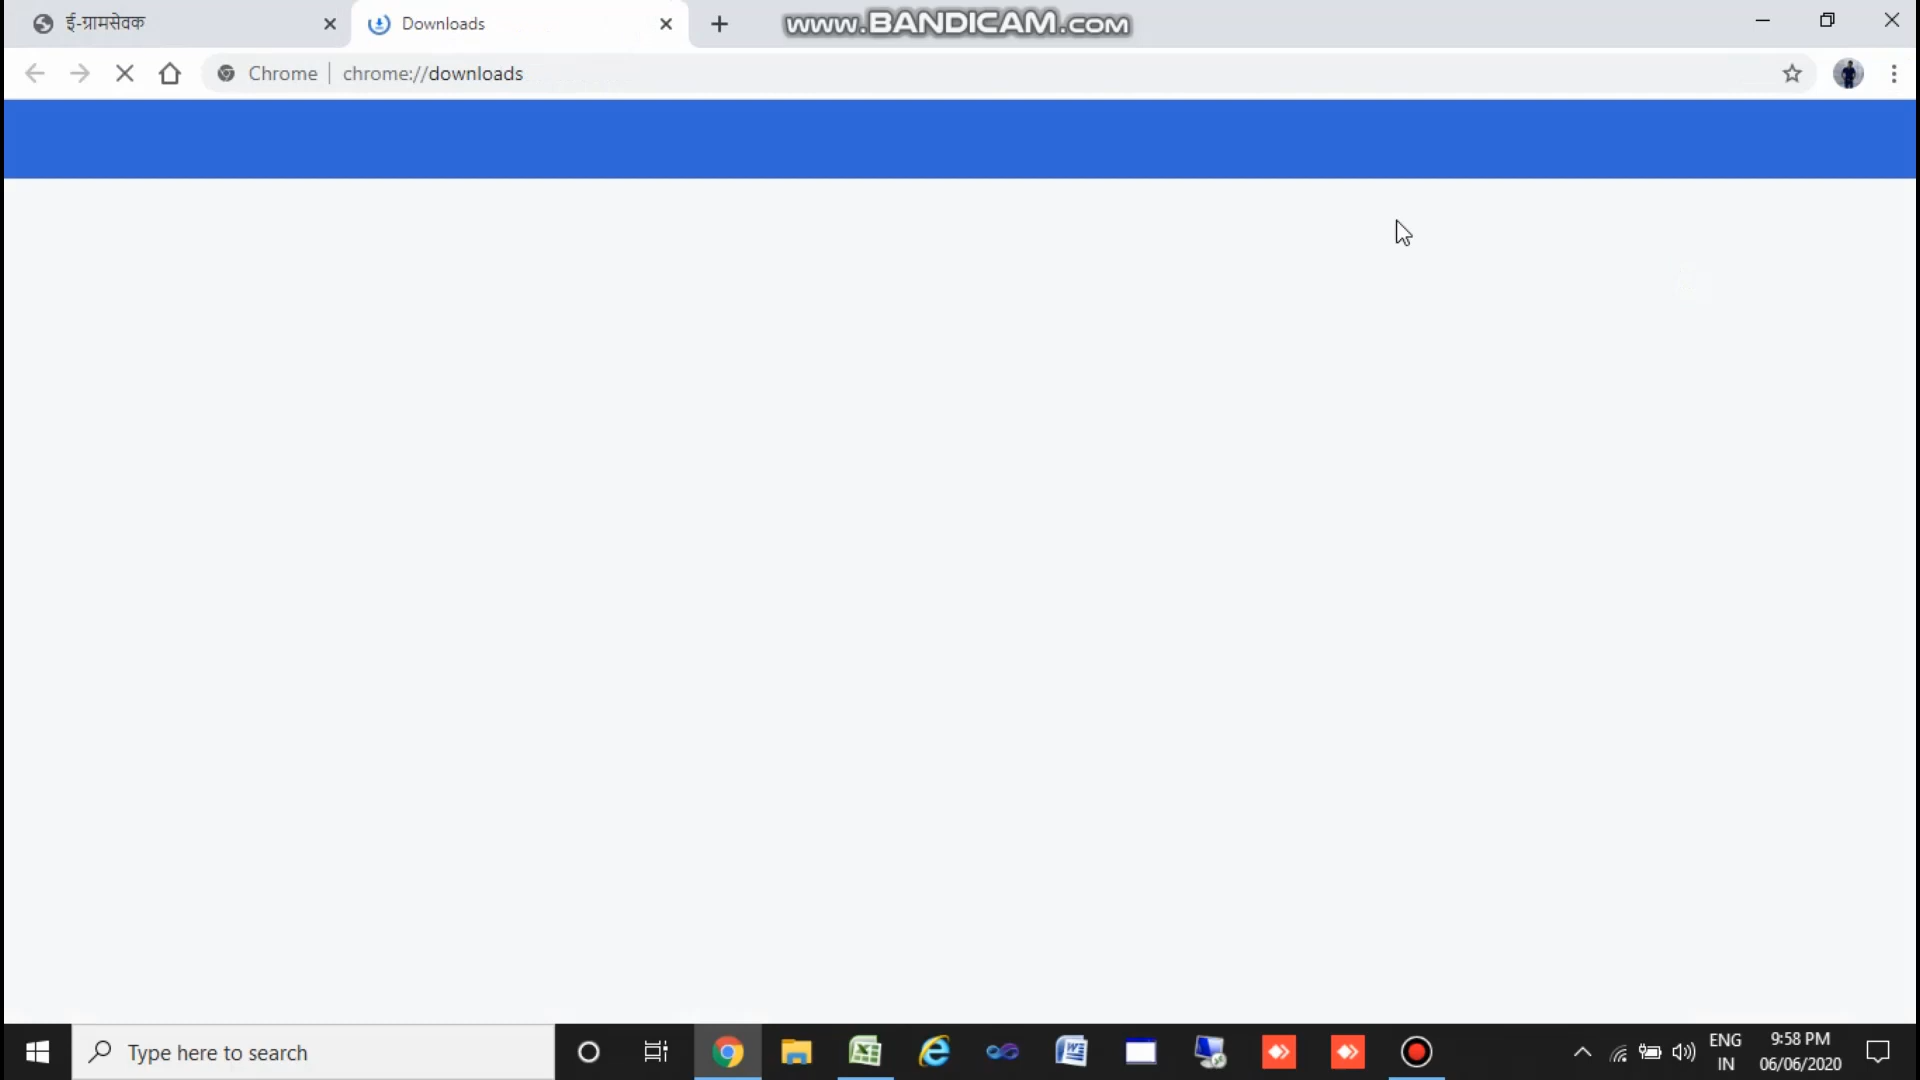 ई-ग्रामसेवक
Downloads
www.BANDICAM.com
Chrome
chrome://downloads
Type here to search
ENG
IN
9:58 PM
06/06/2020